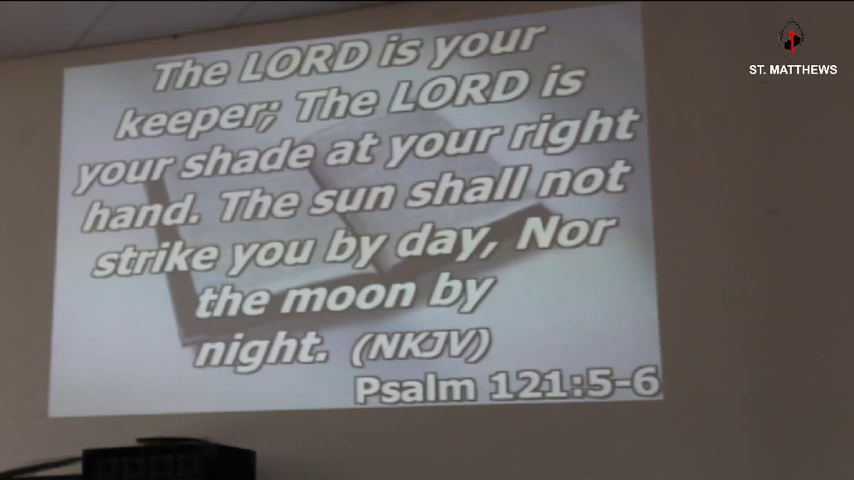 The LORD is your
keeper; The LORD is
your shade at your right
hand. The sun shall not
strike you by day, Nor
the moon by
night. (NKJV)
Psalm 121:5-6
ST. MATTHEWS